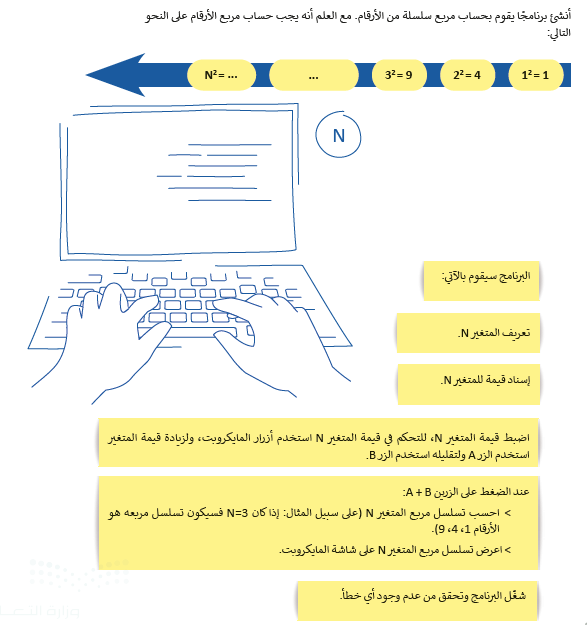 أنشئ برنامجًا يقوم بحساب مربع سلسلة من الأرقام. مع العلم أنه يجب حساب مربع الأرقام على النحو
التالي:
1² = 1
2² = 4
3² = 9
...
N² = ...
N
البرنامج سيقوم بالآتي:
تعريف المتغير N.
إسناد قيمة للمتغير N.
اضبط قيمة المتغير N، للتحكم في قيمة المتغير N استخدم أزرار المايكروبت، ولزيادة قيمة المتغير
استخدم الزر A ولتقليله استخدم الزر B.
عند الضغط على الزرين A + B:
> احسب تسلسل مربع المتغير N (على سبيل المثال: إذا كان N=3 فسيكون تسلسل مربعه هو
الأرقام 1، 4، 9).
> اعرض تسلسل مربع المتغير N على شاشة المايكروبت.
شغّل البرنامج وتحقق من عدم وجود أي خطأ.
وزارة التعـ